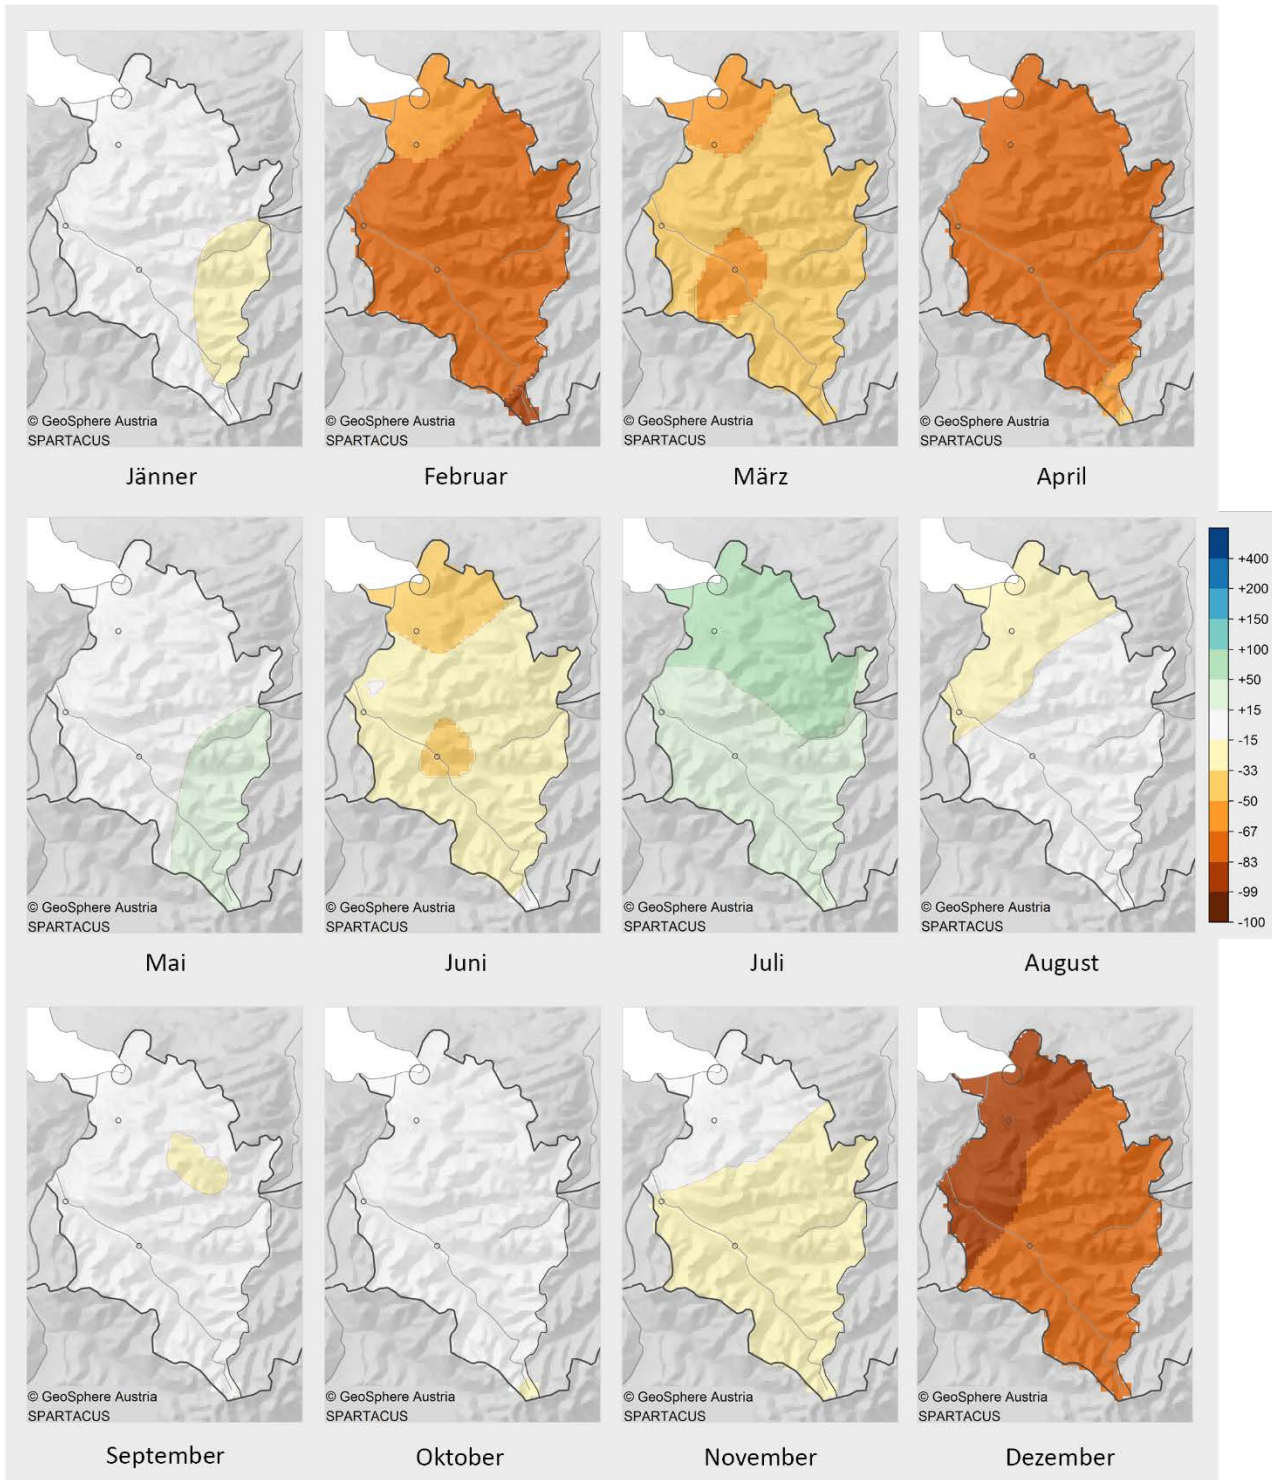 © GeoSphere Austria
SPARTACUS
© GeoSphere Austria
SPARTACUS
© GeoSphere Austria
SPARTACUS
© GeoSphere Austria
SPARTACUS
Jänner
Februar
März
April
+400
+200
+150
+100
+50
+15
-15
-33
-50
-67
-83
-99
-100
© GeoSphere Austria
SPARTACUS
© GeoSphere Austria
SPARTACUS
© GeoSphere Austria
SPARTACUS
© GeoSphere Austria
SPARTACUS
Mai
Juni
Juli
August
© GeoSphere Austria
SPARTACUS
© GeoSphere Austria
SPARTACUS
© GeoSphere Austria
SPARTACUS
© GeoSphere Austria
SPARTACUS
September
Oktober
November
Dezember